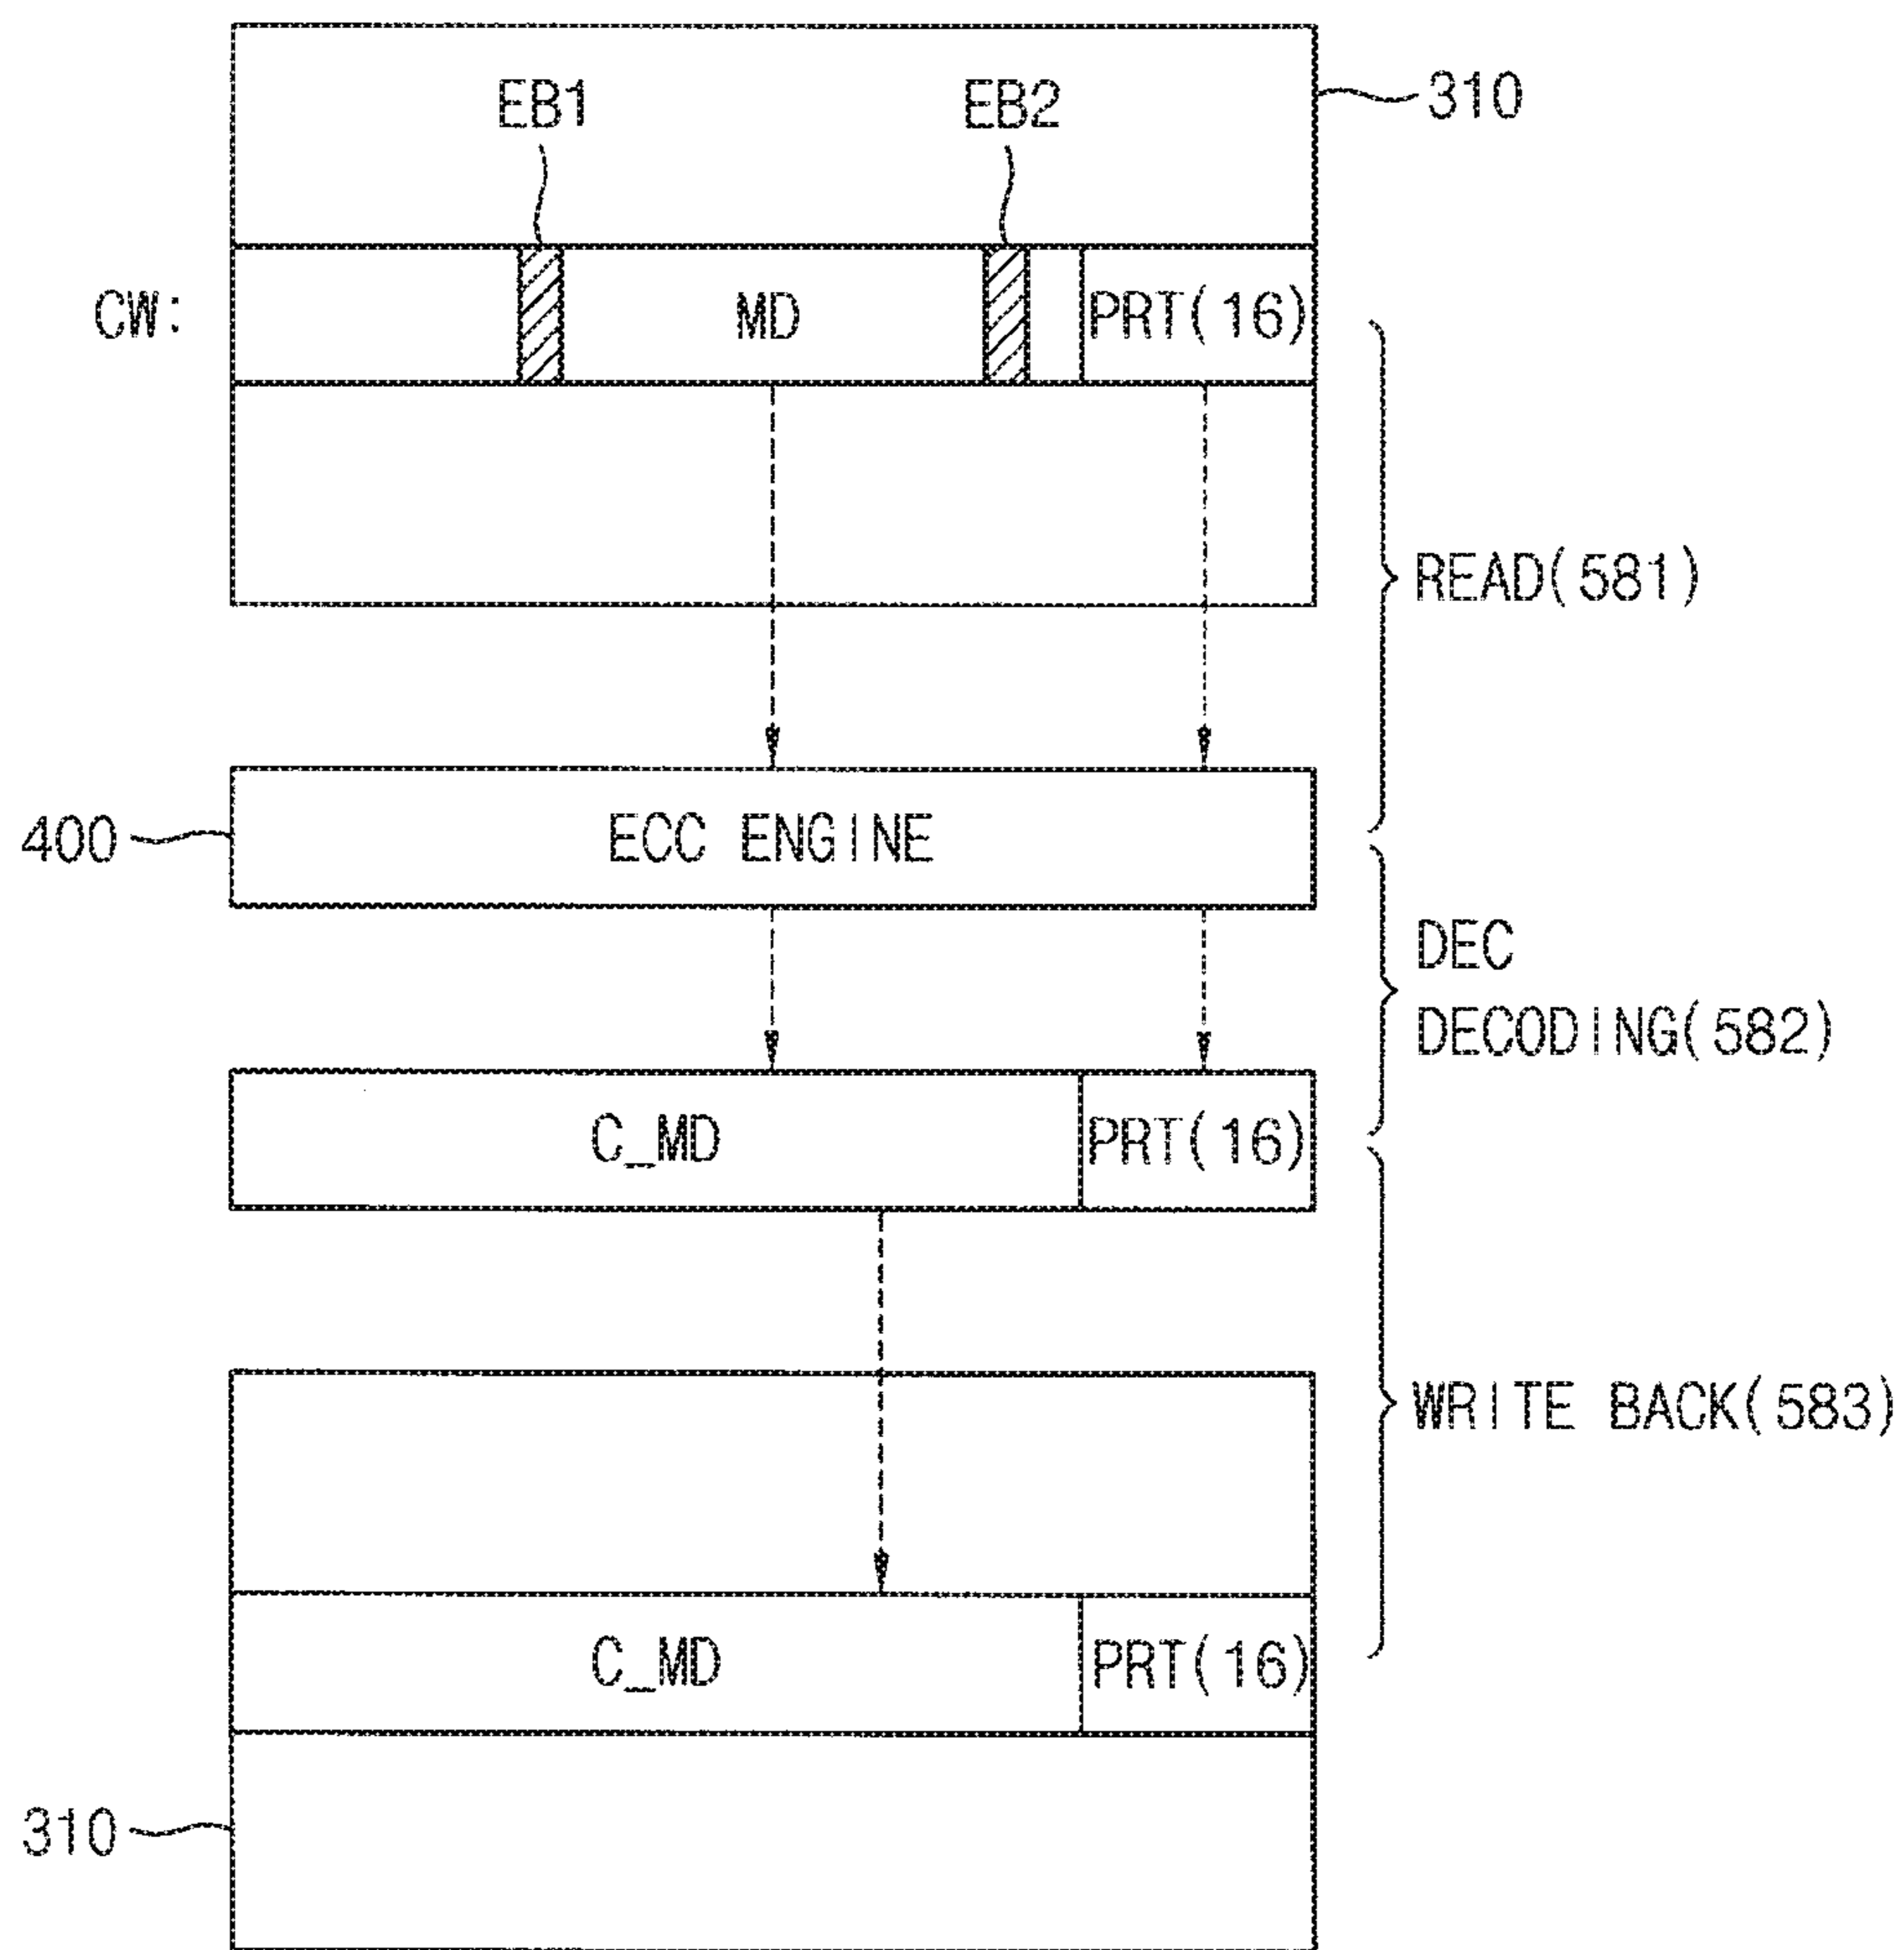 EB1 EB2 310
CW: MD PRT(16)
READ(581)
400 ECC ENGINE
DEC
DECODING(582)
C_MD PRT(16)
WRITE BACK(583)
C_MD PRT(16)
310